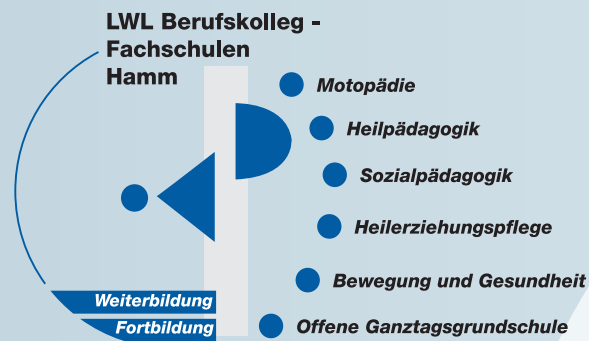 LWL Berufskolleg -
Fachschulen
Hamm
Motopädie
Heilpädagogik
Sozialpädagogik
Heilerziehungspflege
Bewegung und Gesundheit
Offene Ganztagsgrundschule
Weiterbildung
Fortbildung